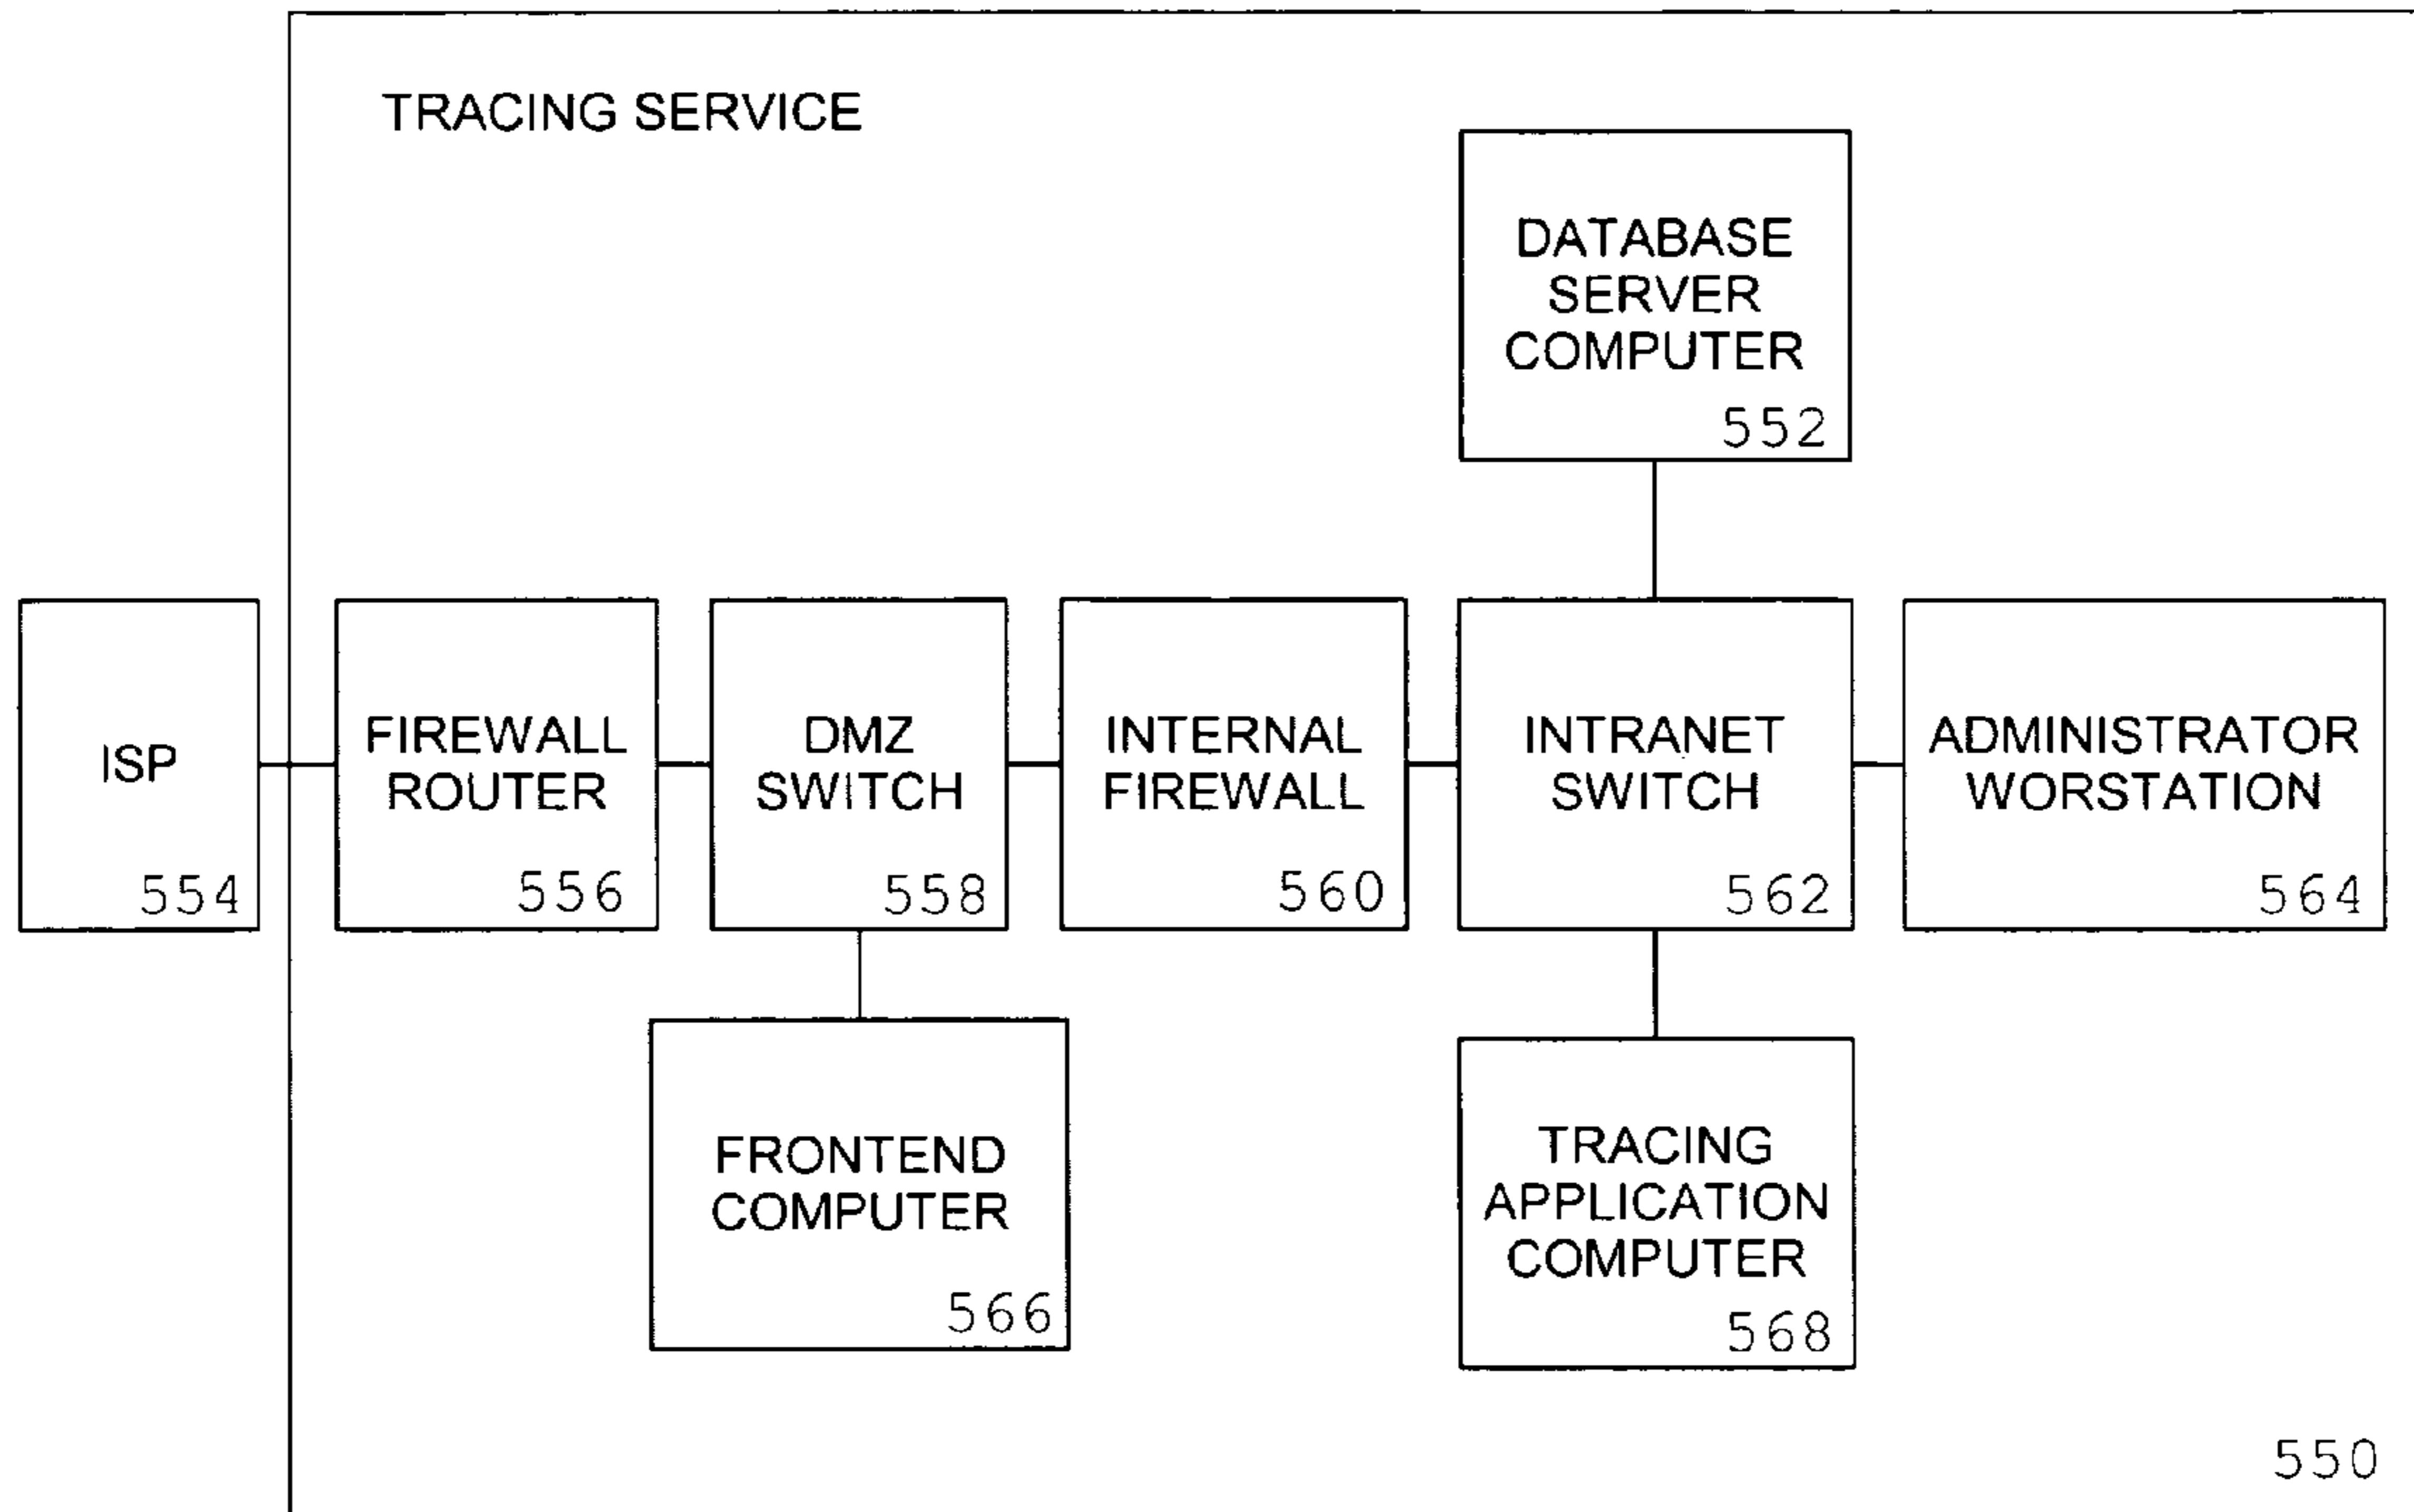 TRACING SERVICE
DATABASE
SERVER
COMPUTER
552
ISP
554
FIREWALL
ROUTER
556
DMZ
SWITCH
558
INTERNAL
FIREWALL
560
INTRANET
SWITCH
562
ADMINISTRATOR
WORSTATION
564
FRONTEND
COMPUTER
566
TRACING
APPLICATION
COMPUTER
568
550